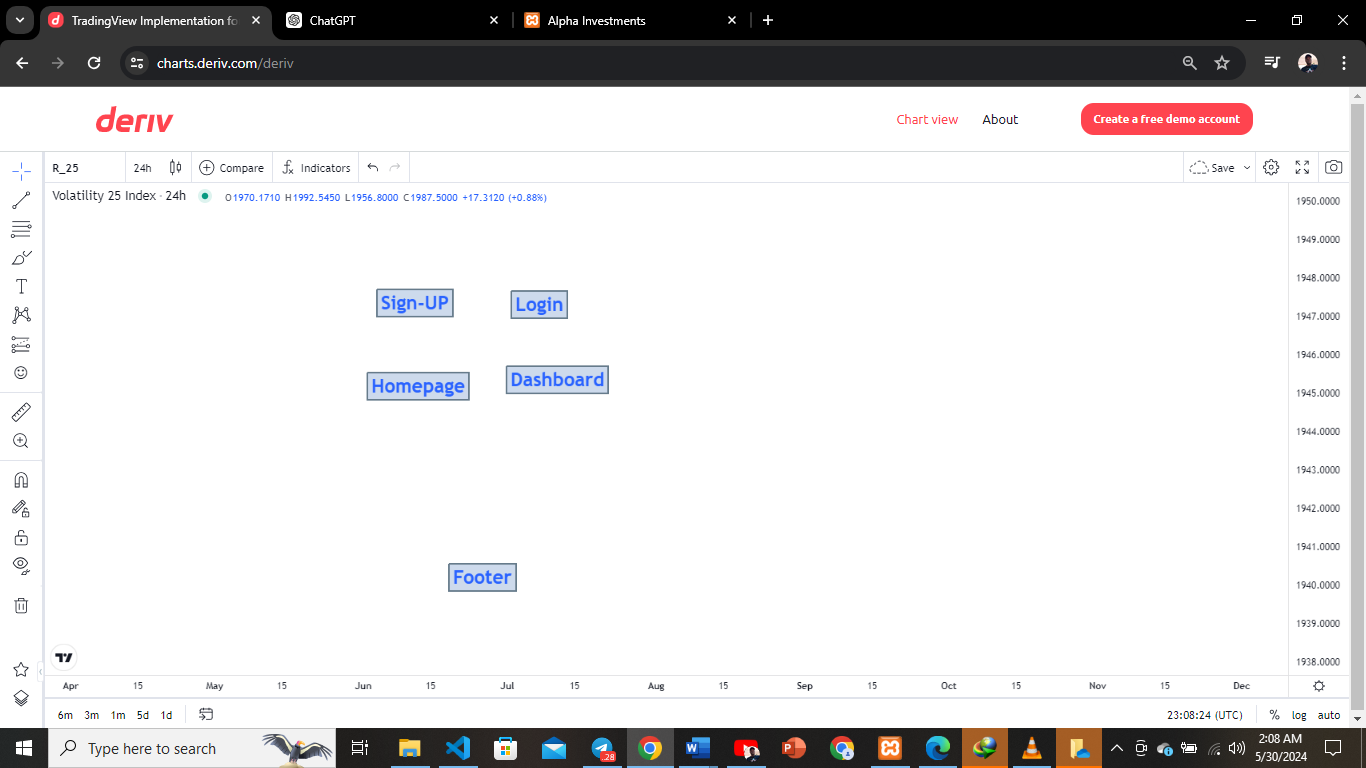 TradingView Implementation fo
ChatGPT
Alpha Investments
charts.deriv.com/deriv
deriv
Chart view
About
Create a free demo account
R_25
24h
Compare
Indicators
Save
Volatility 25 Index · 24h
O1970.1710 H1992.5450 L1956.8000 C1987.5000 +17.3120 (+0.88%)
1950.0000
1949.0000
1948.0000
1947.0000
1946.0000
1945.0000
1944.0000
1943.0000
1942.0000
1941.0000
1940.0000
1939.0000
1938.0000
Sign-UP
Login
Homepage
Dashboard
Footer
Apr 15 May 15 Jun 15 Jul 15 Aug 15 Sep 15 Oct 15 Nov 15 Dec
6m 3m 1m 5d 1d
23:08:24 (UTC)
% log auto
Type here to search
28
2:08 AM
5/30/2024